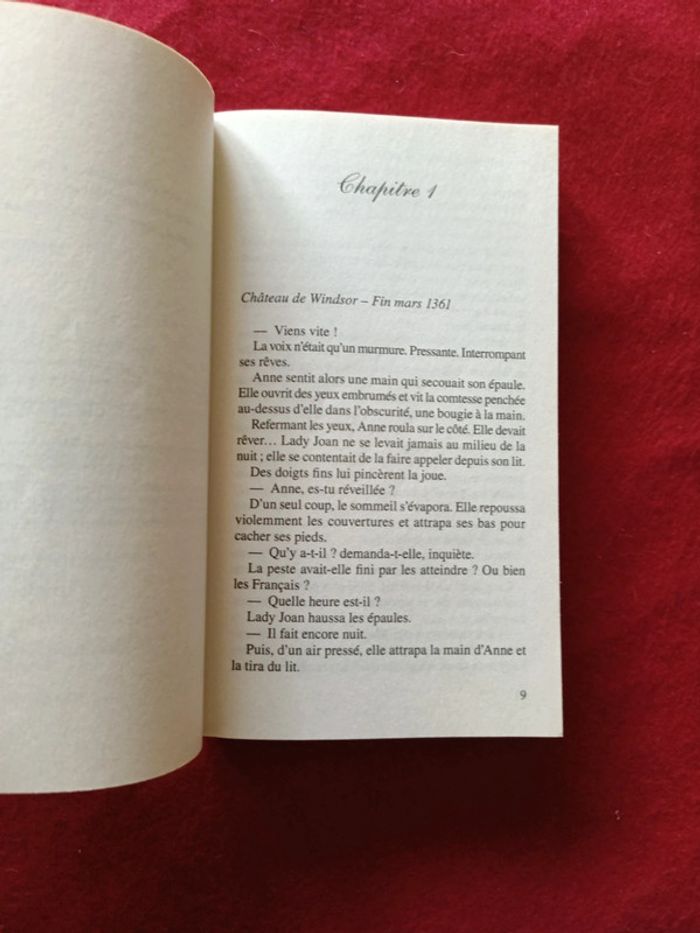 Chapitre 1
Château de Windsor – Fin mars 1361
— Viens vite !
La voix n'était qu'un murmure. Pressante. Interrompant
ses rêves.
Anne sentit alors une main qui secouait son épaule.
Elle ouvrit des yeux embrumés et vit la comtesse penchée
au-dessus d'elle dans l'obscurité, une bougie à la main.
Refermant les yeux, Anne roula sur le côté. Elle devait
rêver… Lady Joan ne se levait jamais au milieu de la
nuit ; elle se contentait de la faire appeler depuis son lit.
Des doigts fins lui pincèrent la joue.
— Anne, es-tu réveillée ?
D'un seul coup, le sommeil s'évapora. Elle repoussa
violemment les couvertures et attrapa ses bas pour
cacher ses pieds.
— Qu'y a-t-il ? demanda-t-elle, inquiète.
La peste avait-elle fini par les atteindre ? Ou bien
les Français ?
— Quelle heure est-il ?
Lady Joan haussa les épaules.
— Il fait encore nuit.
Puis, d'un air pressé, elle attrapa la main d'Anne et
la tira du lit.
9